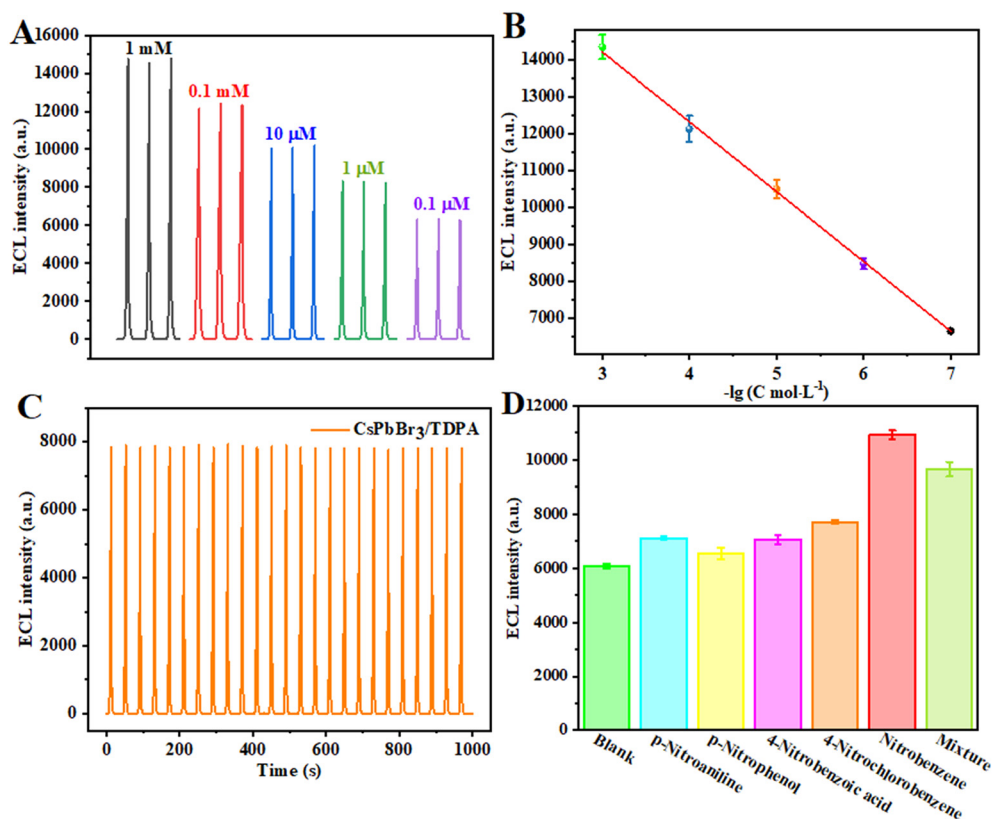 A
ECL intensity (a.u.)
16000
14000
12000
10000
8000
6000
4000
2000
0
1 mM
0.1 mM
10 μM
1 μM
0.1 μM
B
ECL intensity (a.u.)
14000
13000
12000
11000
10000
9000
8000
7000
3 4 5 6 7
-lg (C mol·L⁻¹)
C
ECL intensity (a.u.)
8000
6000
4000
2000
0
CsPbBr₃/TDPA
0 200 400 600 800 1000
Time (s)
D
ECL intensity (a.u.)
12000
10000
8000
6000
4000
2000
0
Blank
p-Nitroaniline
p-Nitrophenol
4-Nitrobenzoic acid
4-Nitrochlorobenzene
Nitrobenzene
Mixture